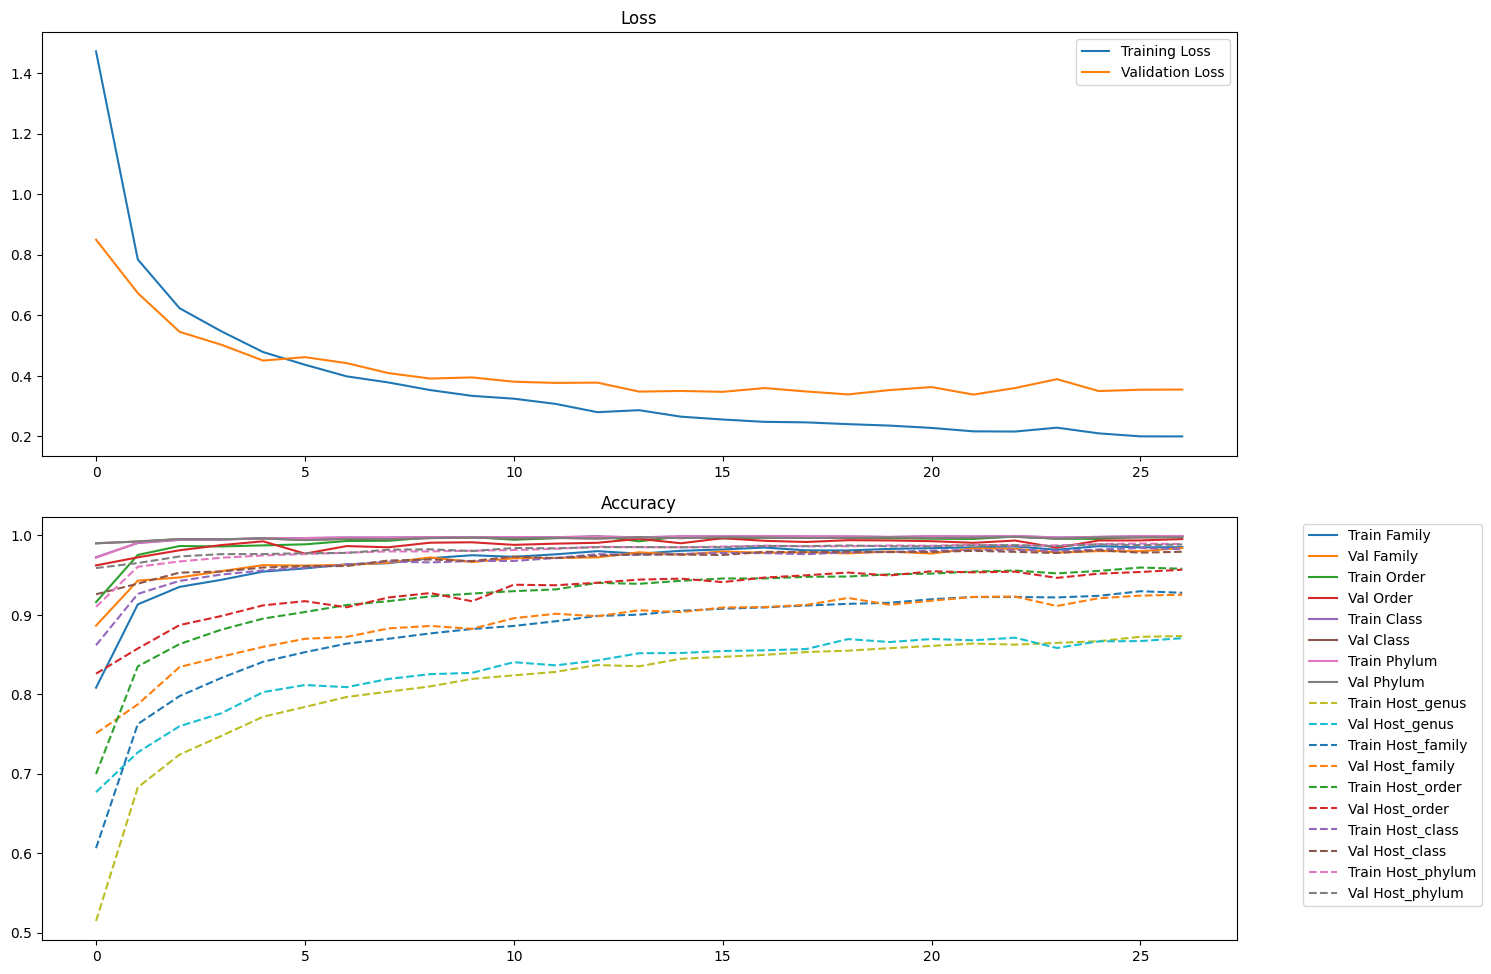 Loss
1.4
1.2
1.0
0.8
0.6
0.4
0.2
Training Loss
Validation Loss
0 5 10 15 20 25
Accuracy
1.0
0.9
0.8
0.7
0.6
0.5
0 5 10 15 20 25
Train Family
Val Family
Train Order
Val Order
Train Class
Val Class
Train Phylum
Val Phylum
Train Host_genus
Val Host_genus
Train Host_family
Val Host_family
Train Host_order
Val Host_order
Train Host_class
Val Host_class
Train Host_phylum
Val Host_phylum